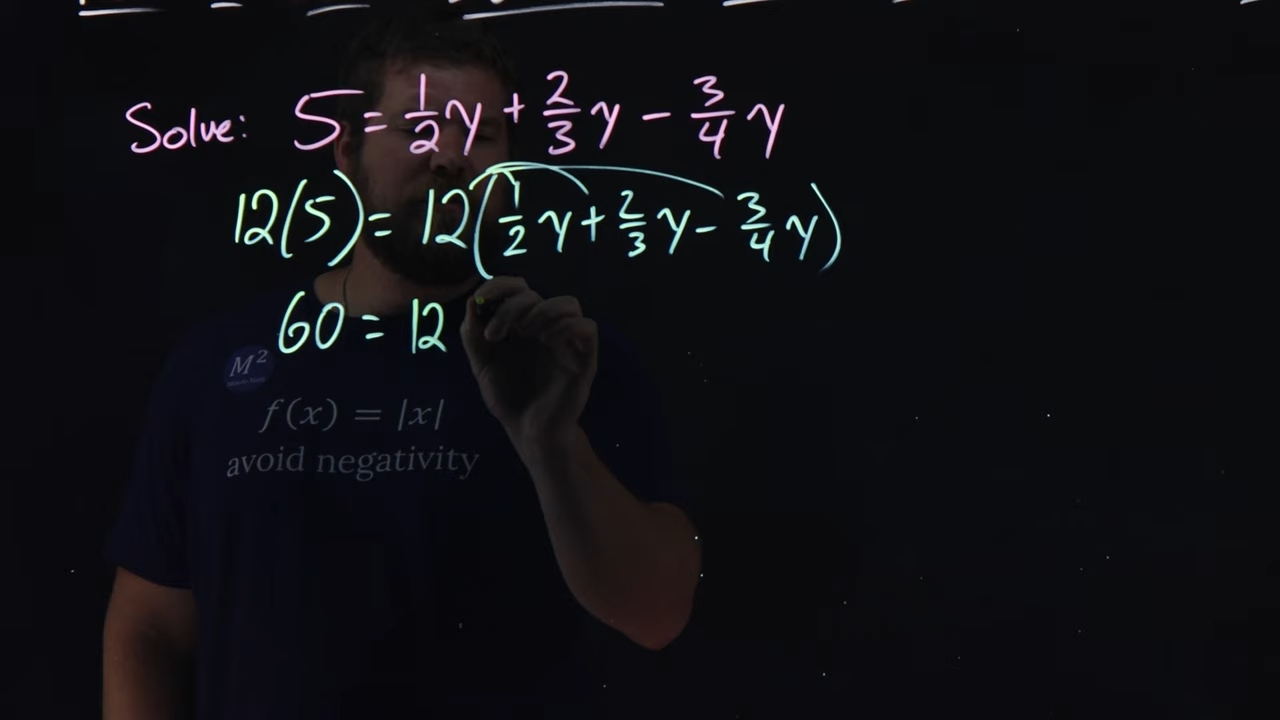 Solve: 5 = 1/2 y + 2/3 y - 3/4 y
12(5) = 12(1/2 y + 2/3 y - 3/4 y)
60 = 12
M²
f(x) = |x|
avoid negativity